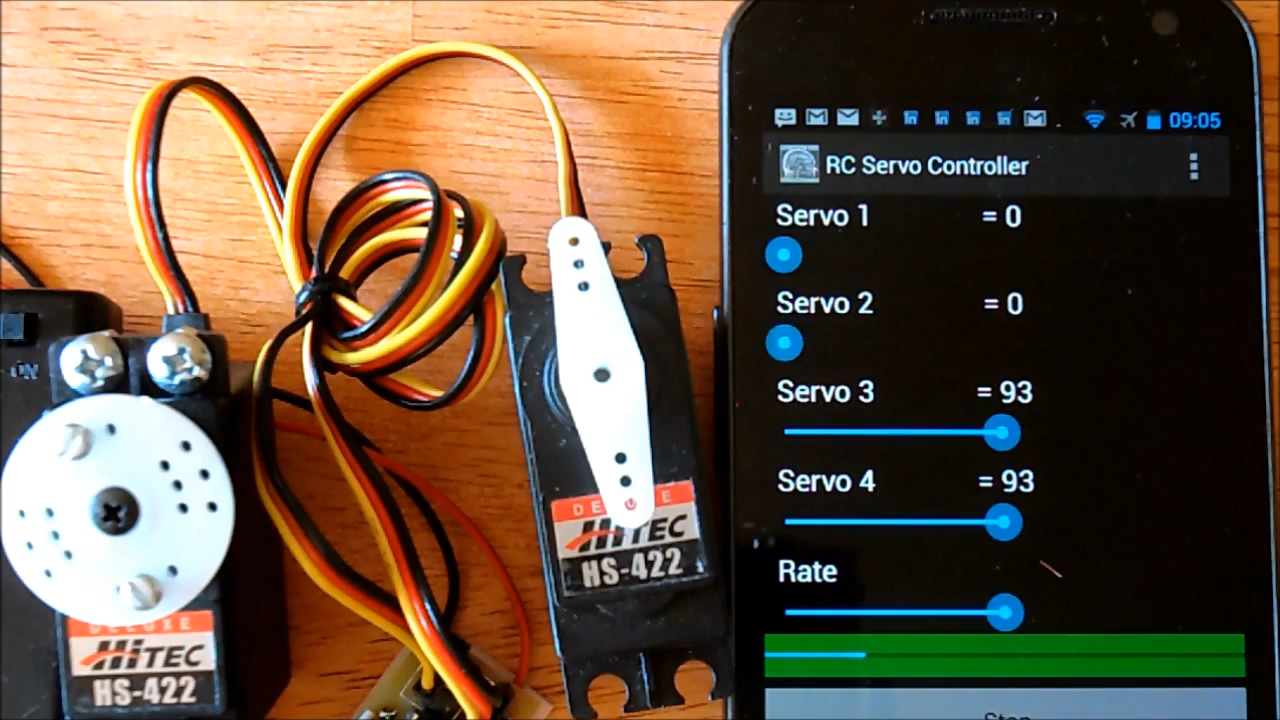 09:05
RC Servo Controller
Servo 1 = 0
Servo 2 = 0
Servo 3 = 93
Servo 4 = 93
Rate
Stop
ON
DELUXE
HiTEC
HS-422
HiTEC
HS-422